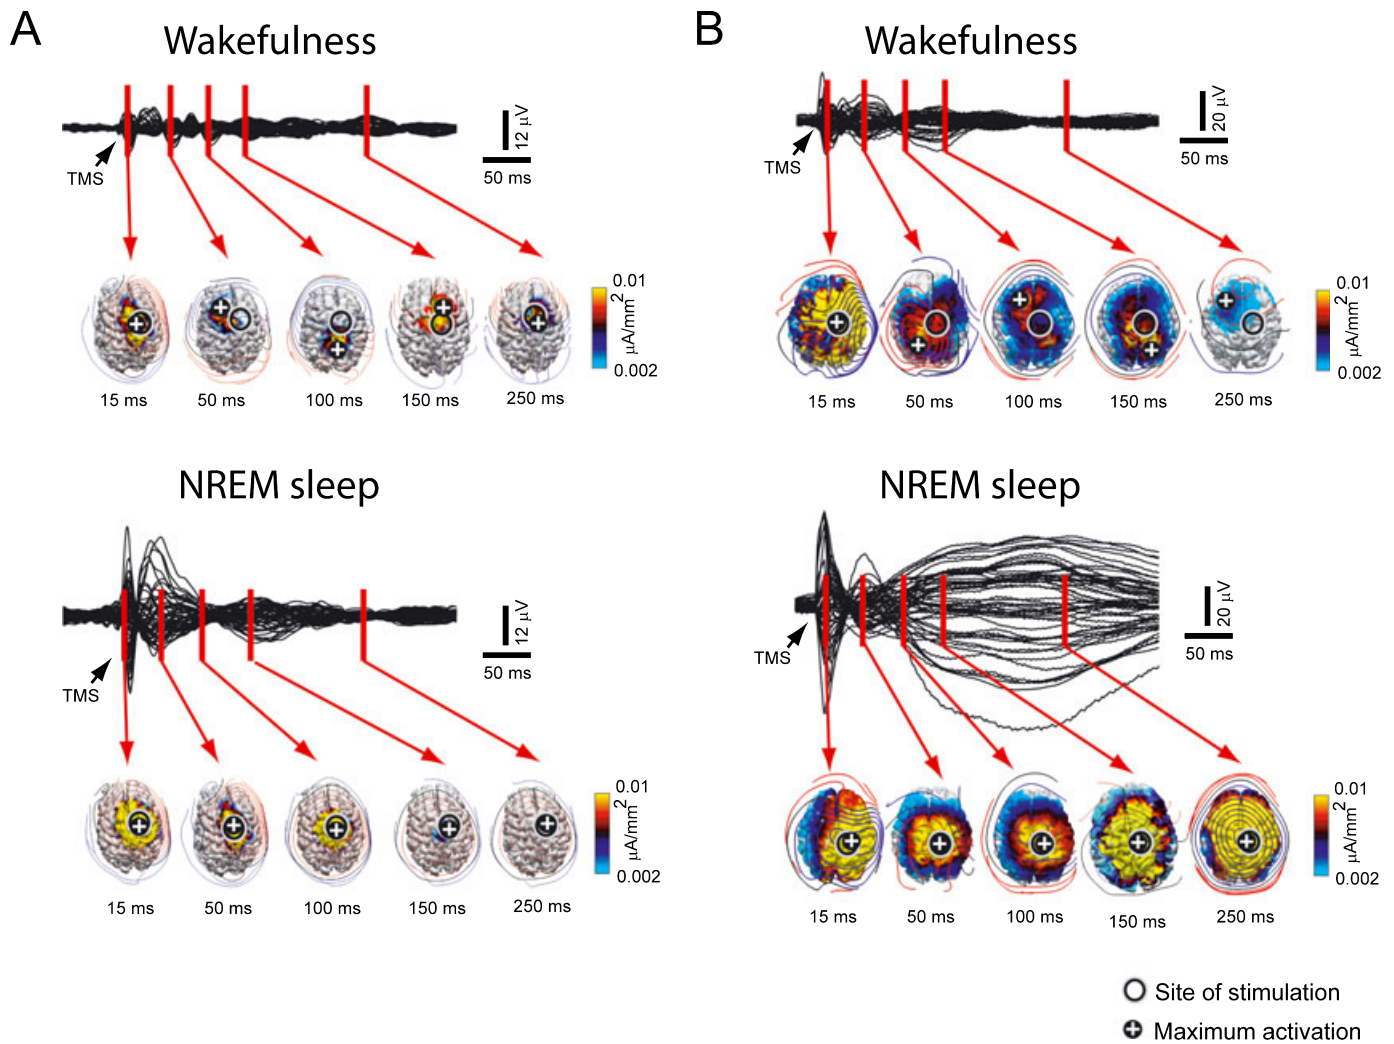 A
Wakefulness
TMS
12 μV
50 ms
0.01
μA/mm2
0.002
15 ms
50 ms
100 ms
150 ms
250 ms
NREM sleep
TMS
12 μV
50 ms
0.01
μA/mm2
0.002
15 ms
50 ms
100 ms
150 ms
250 ms
B
Wakefulness
TMS
20 μV
50 ms
0.01
μA/mm2
0.002
15 ms
50 ms
100 ms
150 ms
250 ms
NREM sleep
TMS
20 μV
50 ms
0.01
μA/mm2
0.002
15 ms
50 ms
100 ms
150 ms
250 ms
Site of stimulation
Maximum activation